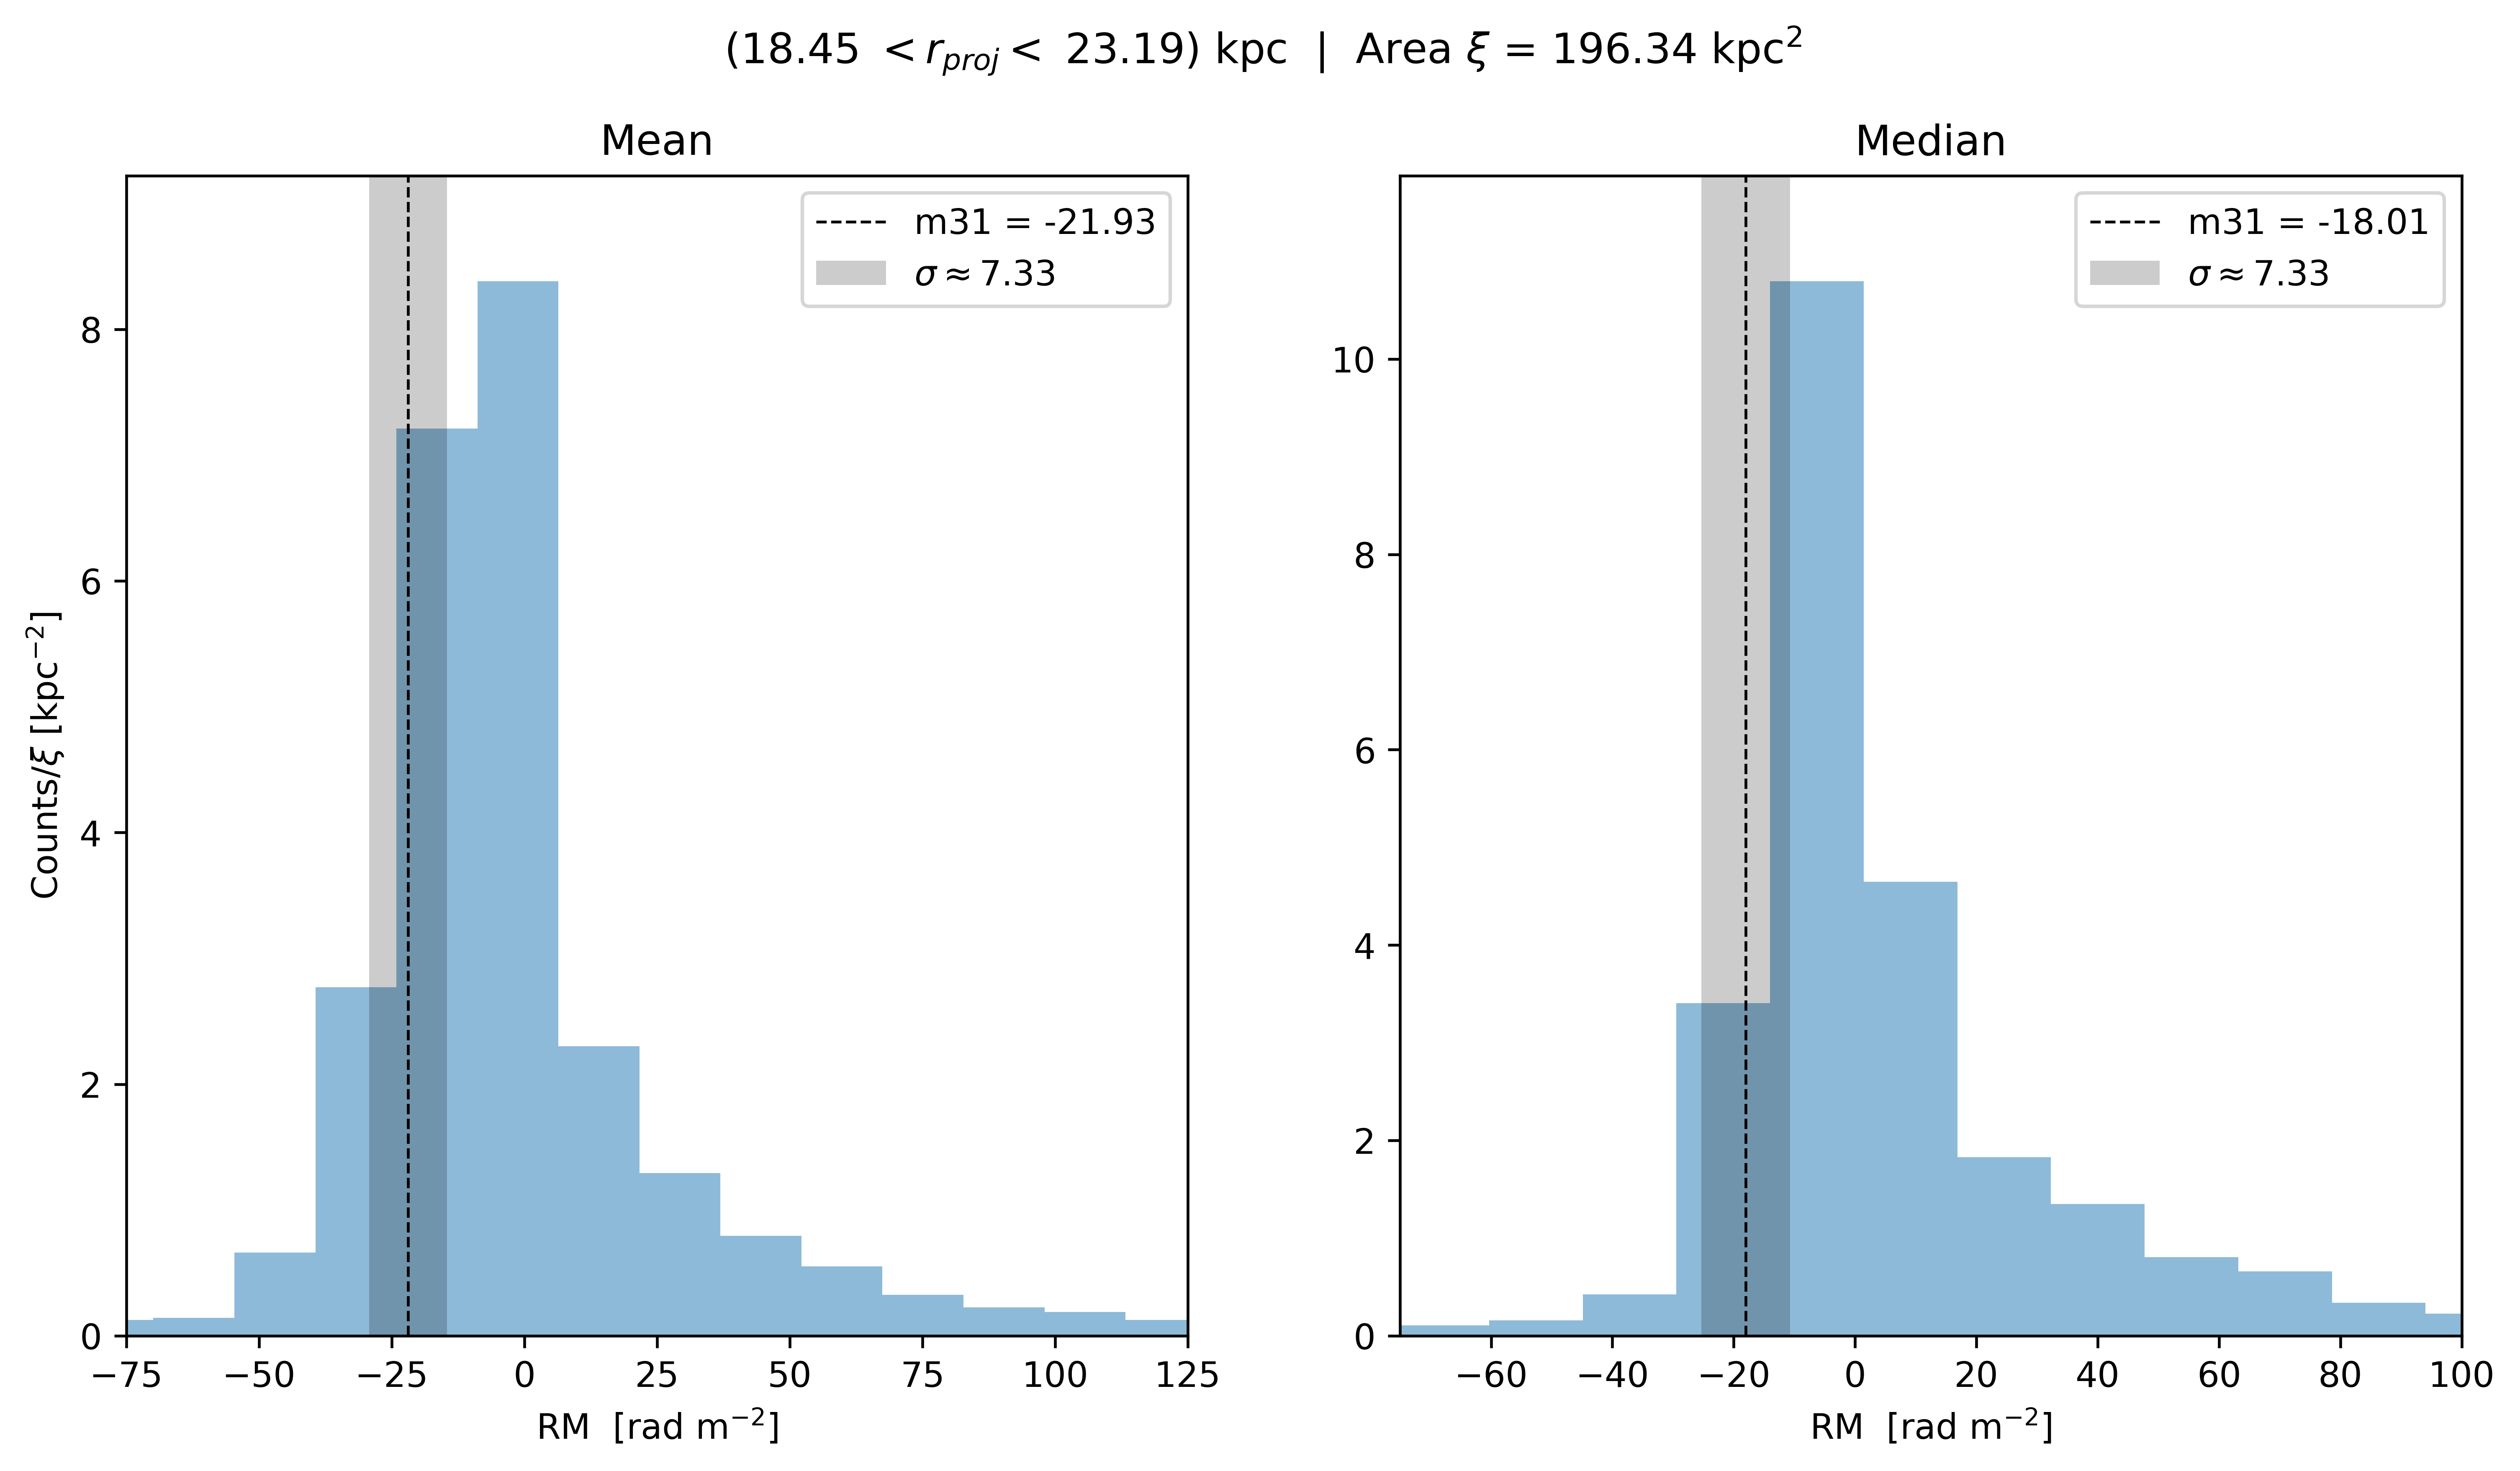 (18.45 < r_proj < 23.19) kpc | Area ξ = 196.34 kpc²
Mean
m31 = -21.93
σ ≈ 7.33
8
6
4
2
0
Counts/ξ [kpc⁻²]
−75 −50 −25 0 25 50 75 100 125
RM [rad m⁻²]
Median
m31 = -18.01
σ ≈ 7.33
10
8
6
4
2
0
−60 −40 −20 0 20 40 60 80 100
RM [rad m⁻²]